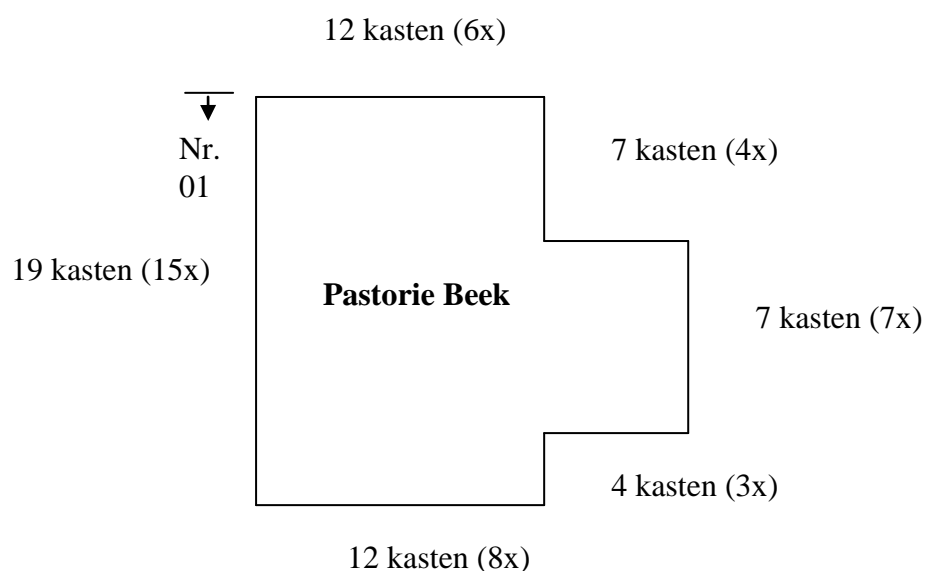 12 kasten (6x)
Nr.
01
7 kasten (4x)
19 kasten (15x)
Pastorie Beek
7 kasten (7x)
4 kasten (3x)
12 kasten (8x)